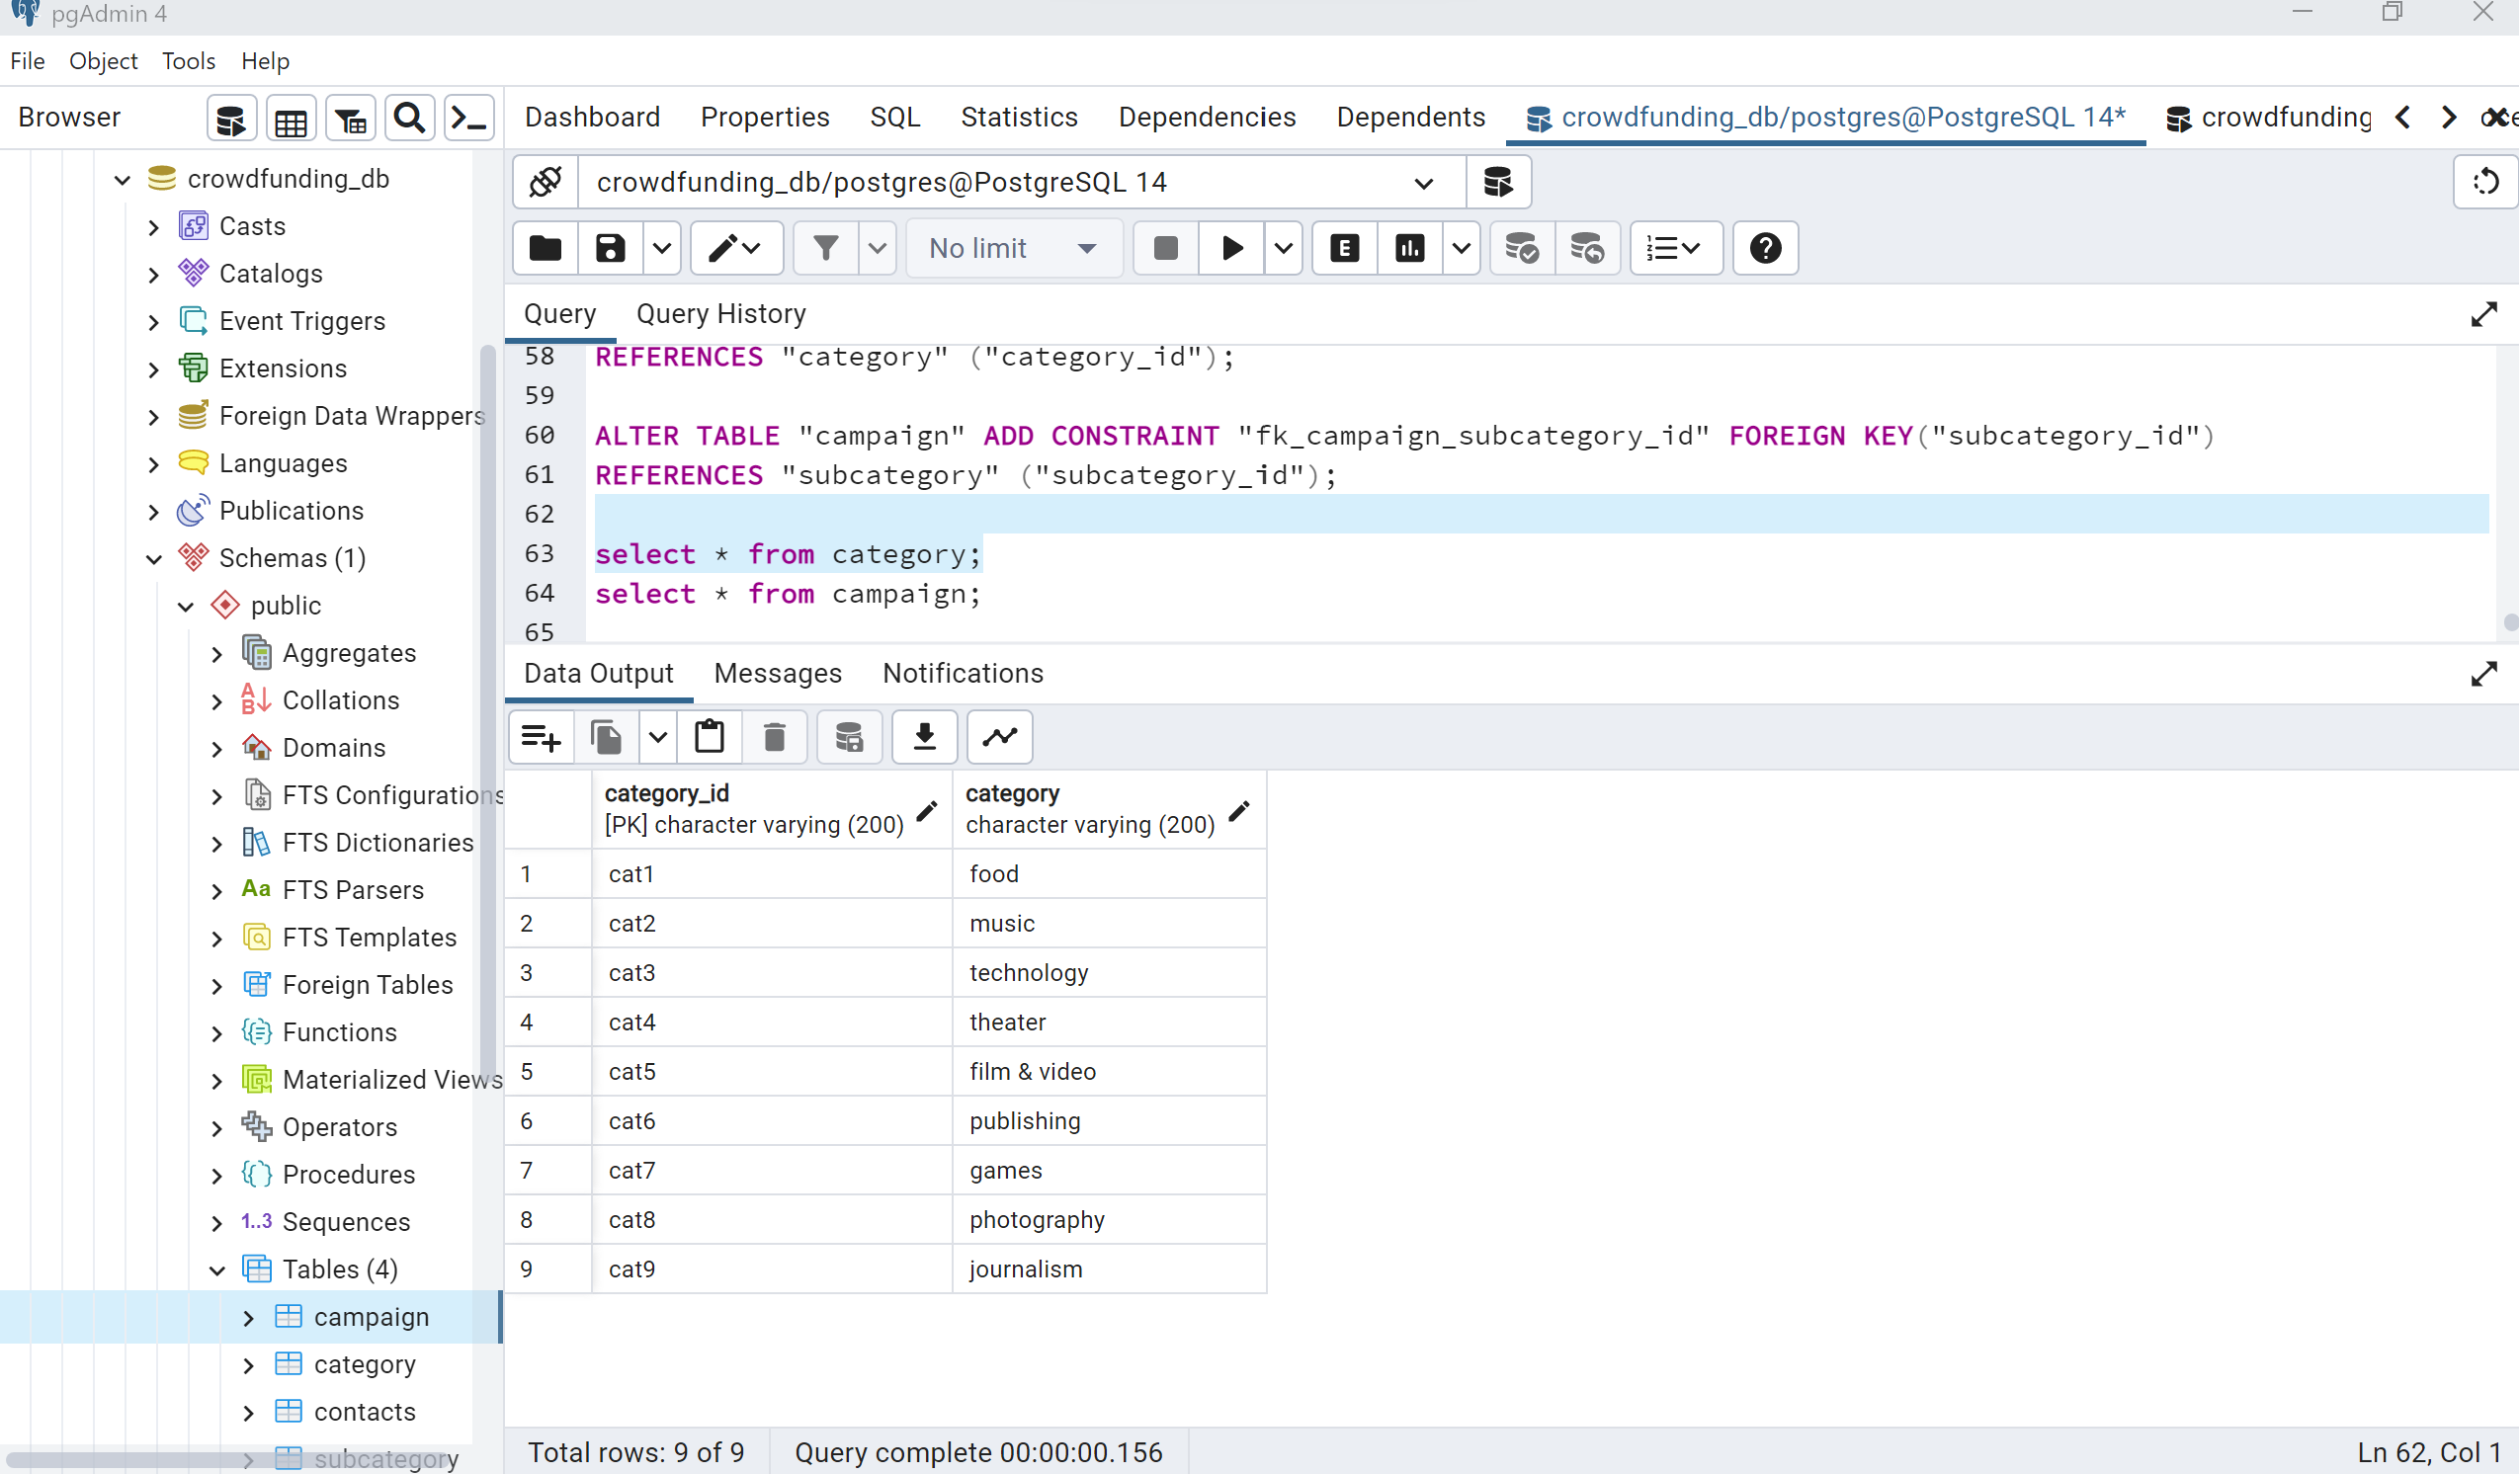 pgAdmin 4
File Object Tools Help
Browser
Dashboard Properties SQL Statistics Dependencies Dependents crowdfunding_db/postgres@PostgreSQL 14* crowdfunding
crowdfunding_db
Casts
Catalogs
Event Triggers
Extensions
Foreign Data Wrappers
Languages
Publications
Schemas (1)
public
Aggregates
Collations
Domains
FTS Configurations
FTS Dictionaries
Aa FTS Parsers
FTS Templates
Foreign Tables
Functions
Materialized Views
Operators
Procedures
1..3 Sequences
Tables (4)
campaign
category
contacts
subcategory
crowdfunding_db/postgres@PostgreSQL 14
No limit
E
Query Query History
58 REFERENCES "category" ("category_id");
59
60 ALTER TABLE "campaign" ADD CONSTRAINT "fk_campaign_subcategory_id" FOREIGN KEY("subcategory_id")
61 REFERENCES "subcategory" ("subcategory_id");
62
63 select * from category;
64 select * from campaign;
65
Data Output Messages Notifications
category_id category
[PK] character varying (200) character varying (200)
1 cat1 food
2 cat2 music
3 cat3 technology
4 cat4 theater
5 cat5 film & video
6 cat6 publishing
7 cat7 games
8 cat8 photography
9 cat9 journalism
Total rows: 9 of 9 Query complete 00:00:00.156 Ln 62, Col 1